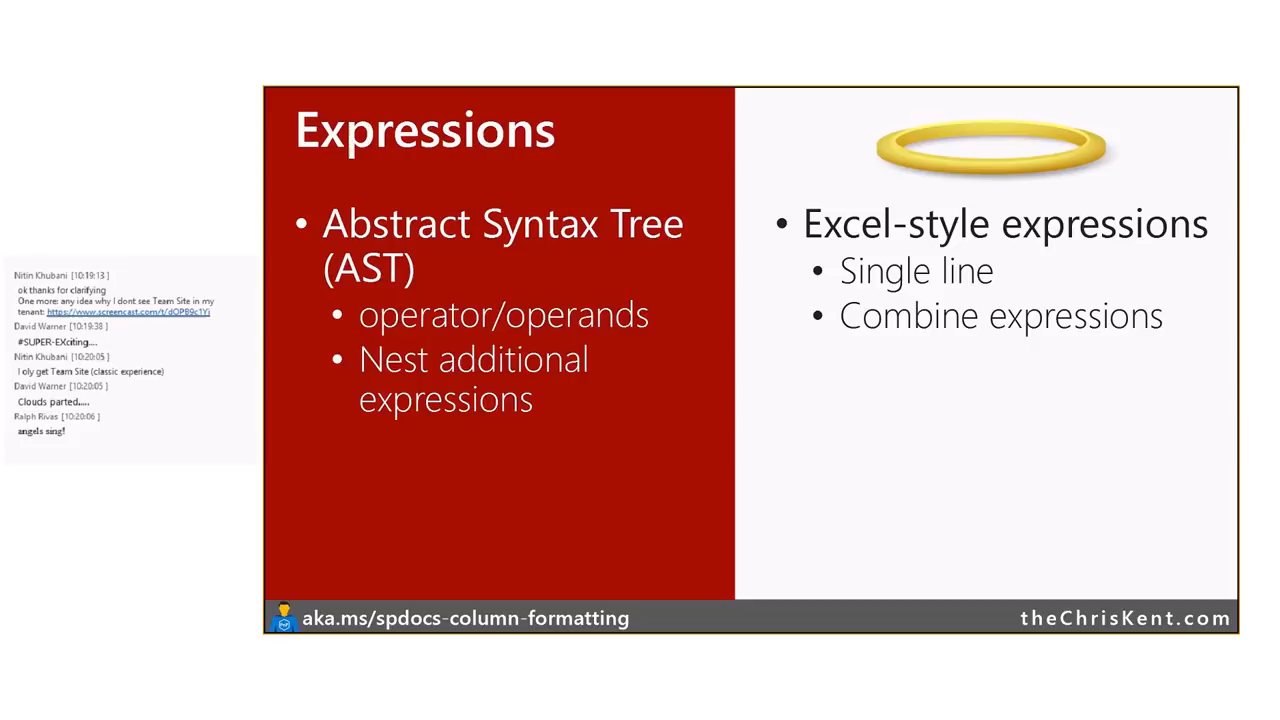 Nitin Khubani [10:19:13 ]
ok thanks for clarifying
One more: any idea why I dont see Team Site in my
tenant: https://www.screencast.com/t/dOPB9c1Yi
David Warner [10:19:38 ]
#SUPER-EXciting....
Nitin Khubani [10:20:05 ]
I oly get Team Site (classic experience)
David Warner [10:20:05 ]
Clouds parted.....
Ralph Rivas [10:20:06 ]
angels sing!
Expressions
• Abstract Syntax Tree
(AST)
• operator/operands
• Nest additional
expressions
• Excel-style expressions
• Single line
• Combine expressions
aka.ms/spdocs-column-formatting
theChrisKent.com